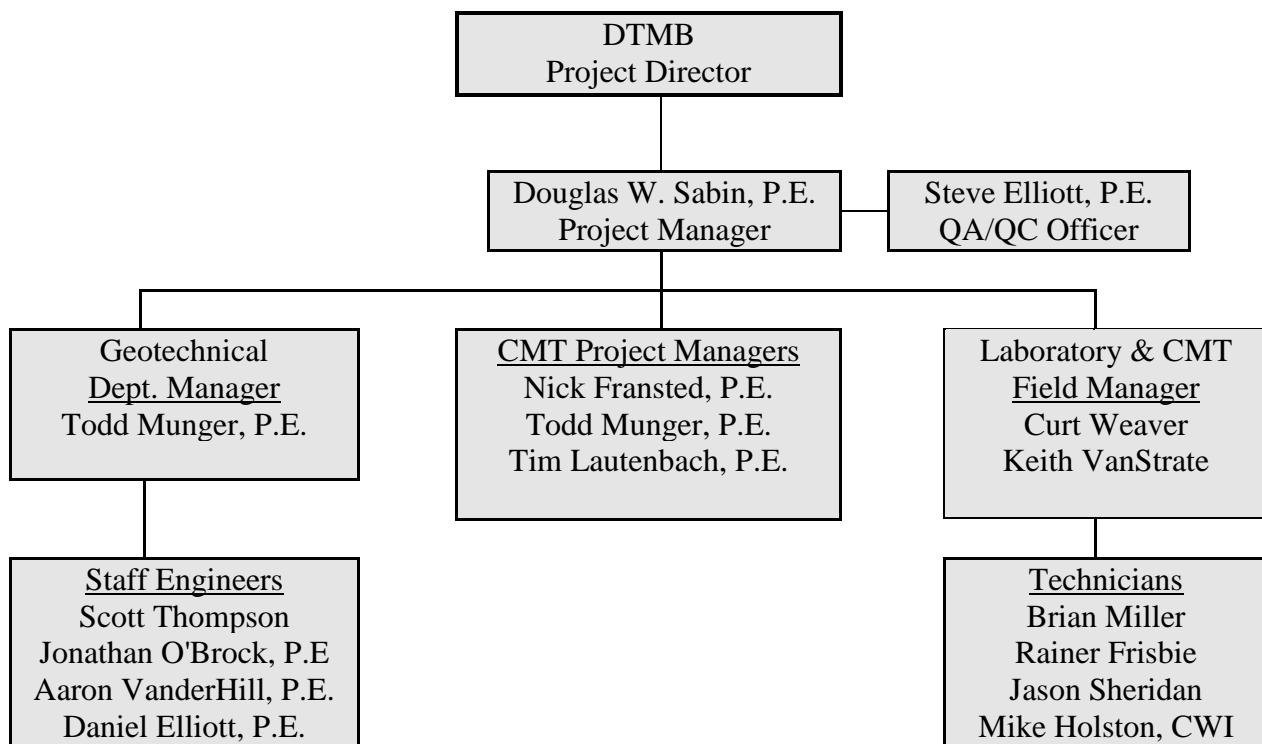 DTMB
Project Director
Douglas W. Sabin, P.E.
Project Manager
Steve Elliott, P.E.
QA/QC Officer
Geotechnical
Dept. Manager
Todd Munger, P.E.
CMT Project Managers
Nick Fransted, P.E.
Todd Munger, P.E.
Tim Lautenbach, P.E.
Laboratory & CMT
Field Manager
Curt Weaver
Keith VanStrate
Staff Engineers
Scott Thompson
Jonathan O'Brock, P.E
Aaron VanderHill, P.E.
Daniel Elliott, P.E.
Technicians
Brian Miller
Rainer Frisbie
Jason Sheridan
Mike Holston, CWI